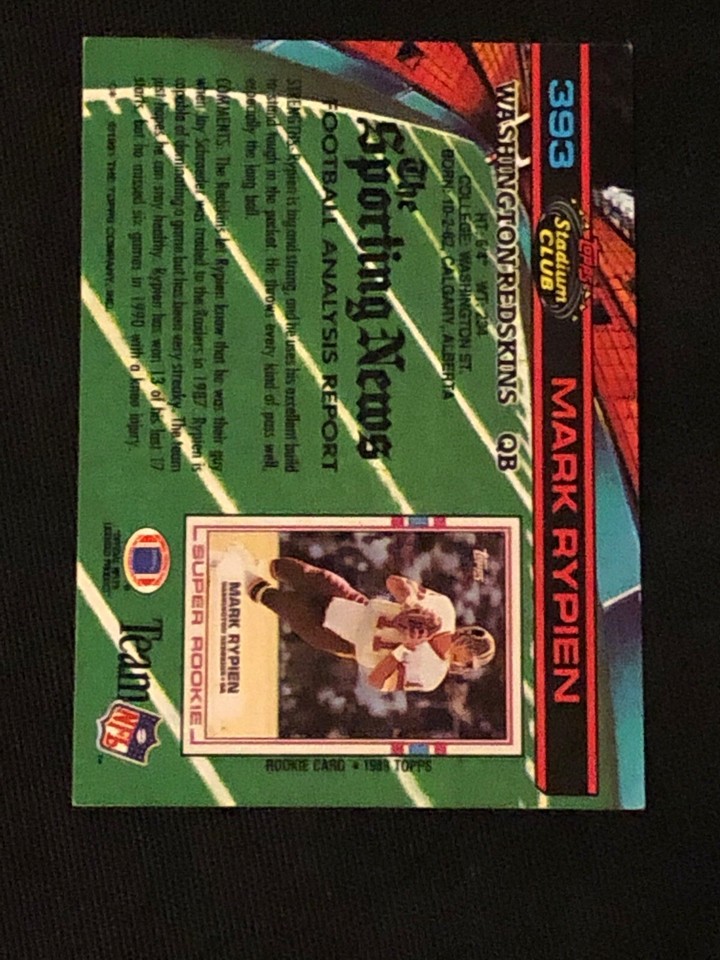 393
Topps
Stadium
CLUB
MARK RYPIEN
WASHINGTON REDSKINS QB
HT: 6'4" WT: 234
COLLEGE: WASHINGTON ST.
BORN: 10-2-62, CALGARY, ALBERTA
The
Sporting News
FOOTBALL ANALYSIS REPORT
STRENGTHS: Rypien is big and strong, and he uses his excellent build
to stand tough in the pocket. He throws every kind of pass well,
especially the long ball.
COMMENTS: The Redskins let Rypien know that he was their guy
when Jay Schroeder was traded to the Raiders in 1987. Rypien is
capable of dominating a game but has been very streaky. The team
just hopes he can stay healthy. Rypien has won 13 of his last 17
starts, but he missed six games in 1990 with a knee injury.
©1991 THE TOPPS COMPANY, INC.
Topps
MARK RYPIEN
WASHINGTON REDSKINS • QB
SUPER ROOKIE
ROOKIE CARD • 1989 TOPPS
OFFICIAL NFLPA
LICENSED PRODUCT
Team
NFL